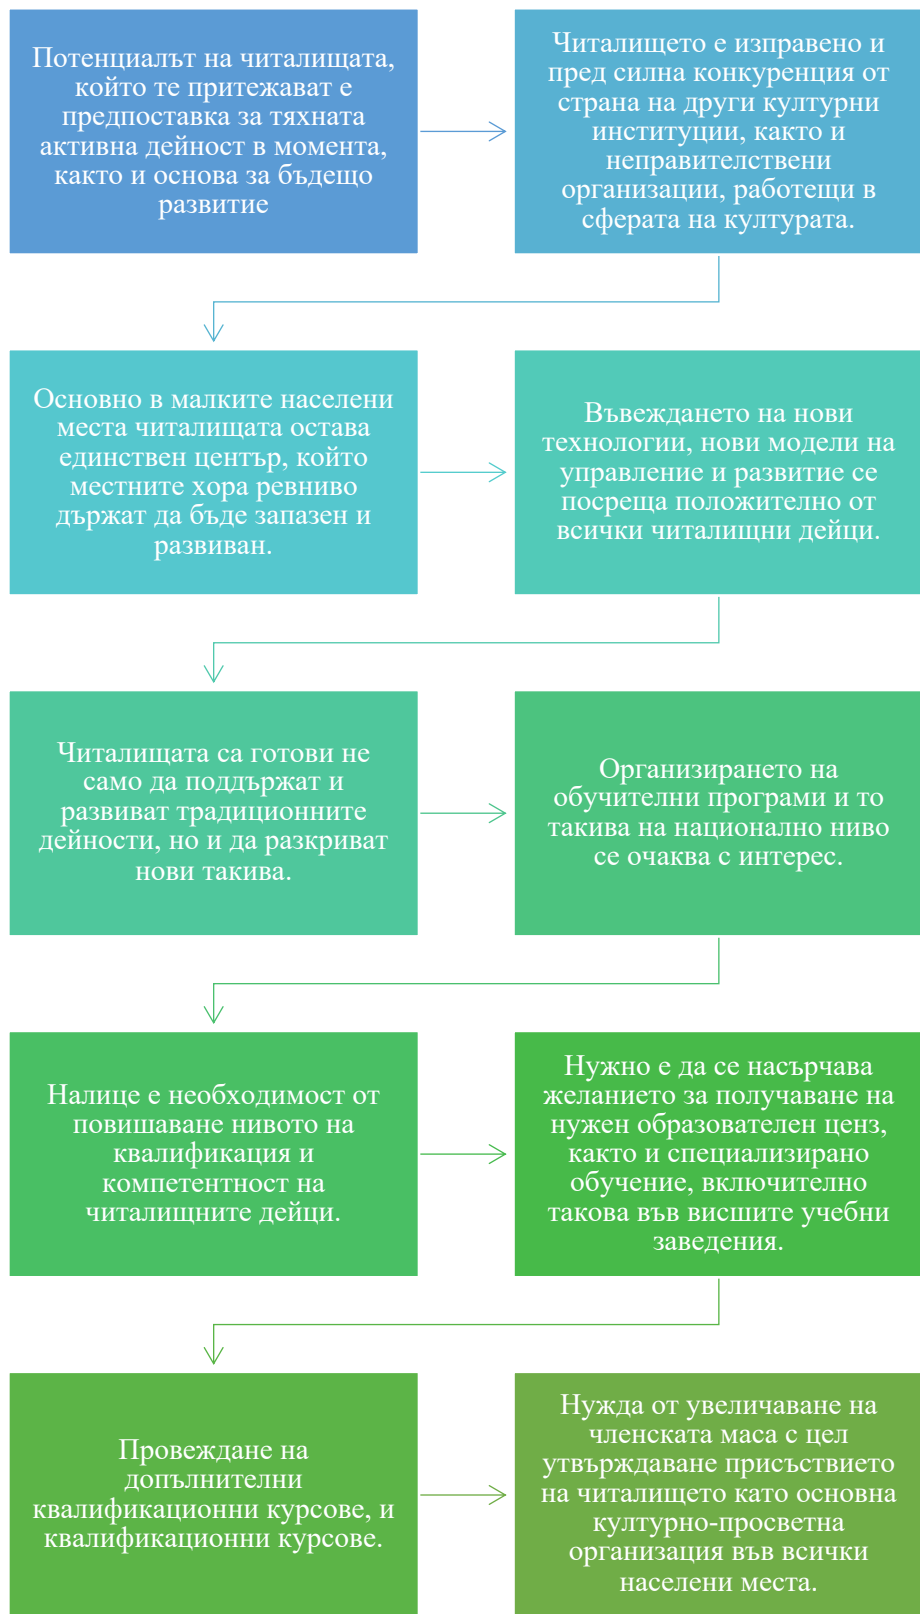 Потенциалът на читалищата,
който те притежават е
предпоставка за тяхната
активна дейност в момента,
както и основа за бъдещо
развитие
Читалището е изправено и
пред силна конкуренция от
страна на други културни
институции, както и
неправителствени
организации, работещи в
сферата на културата.
Основно в малките населени
места читалищата остава
единствен център, който
местните хора ревниво
държат да бъде запазен и
развиван.
Въвеждането на нови
технологии, нови модели на
управление и развитие се
посреща положително от
всички читалищни дейци.
Читалищата са готови не
само да поддържат и
развиват традиционните
дейности, но и да разкриват
нови такива.
Организирането на
обучителни програми и то
такива на национално ниво
се очаква с интерес.
Налице е необходимост от
повишаване нивото на
квалификация и
компетентност на
читалищните дейци.
Нужно е да се насърчава
желанието за получаване на
нужен образователен ценз,
както и специализирано
обучение, включително
такова във висшите учебни
заведения.
Провеждане на
допълнителни
квалификационни курсове, и
квалификационни курсове.
Нужда от увеличаване на
членската маса с цел
утвърждаване присъствието
на читалището като основна
културно-просветна
организация във всички
населени места.